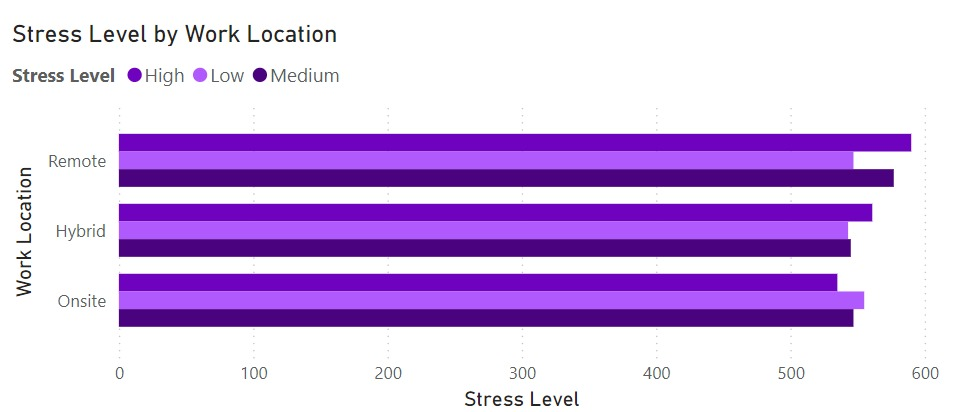 Stress Level by Work Location
Stress Level High Low Medium
Work Location
Remote
Hybrid
Onsite
0 100 200 300 400 500 600
Stress Level